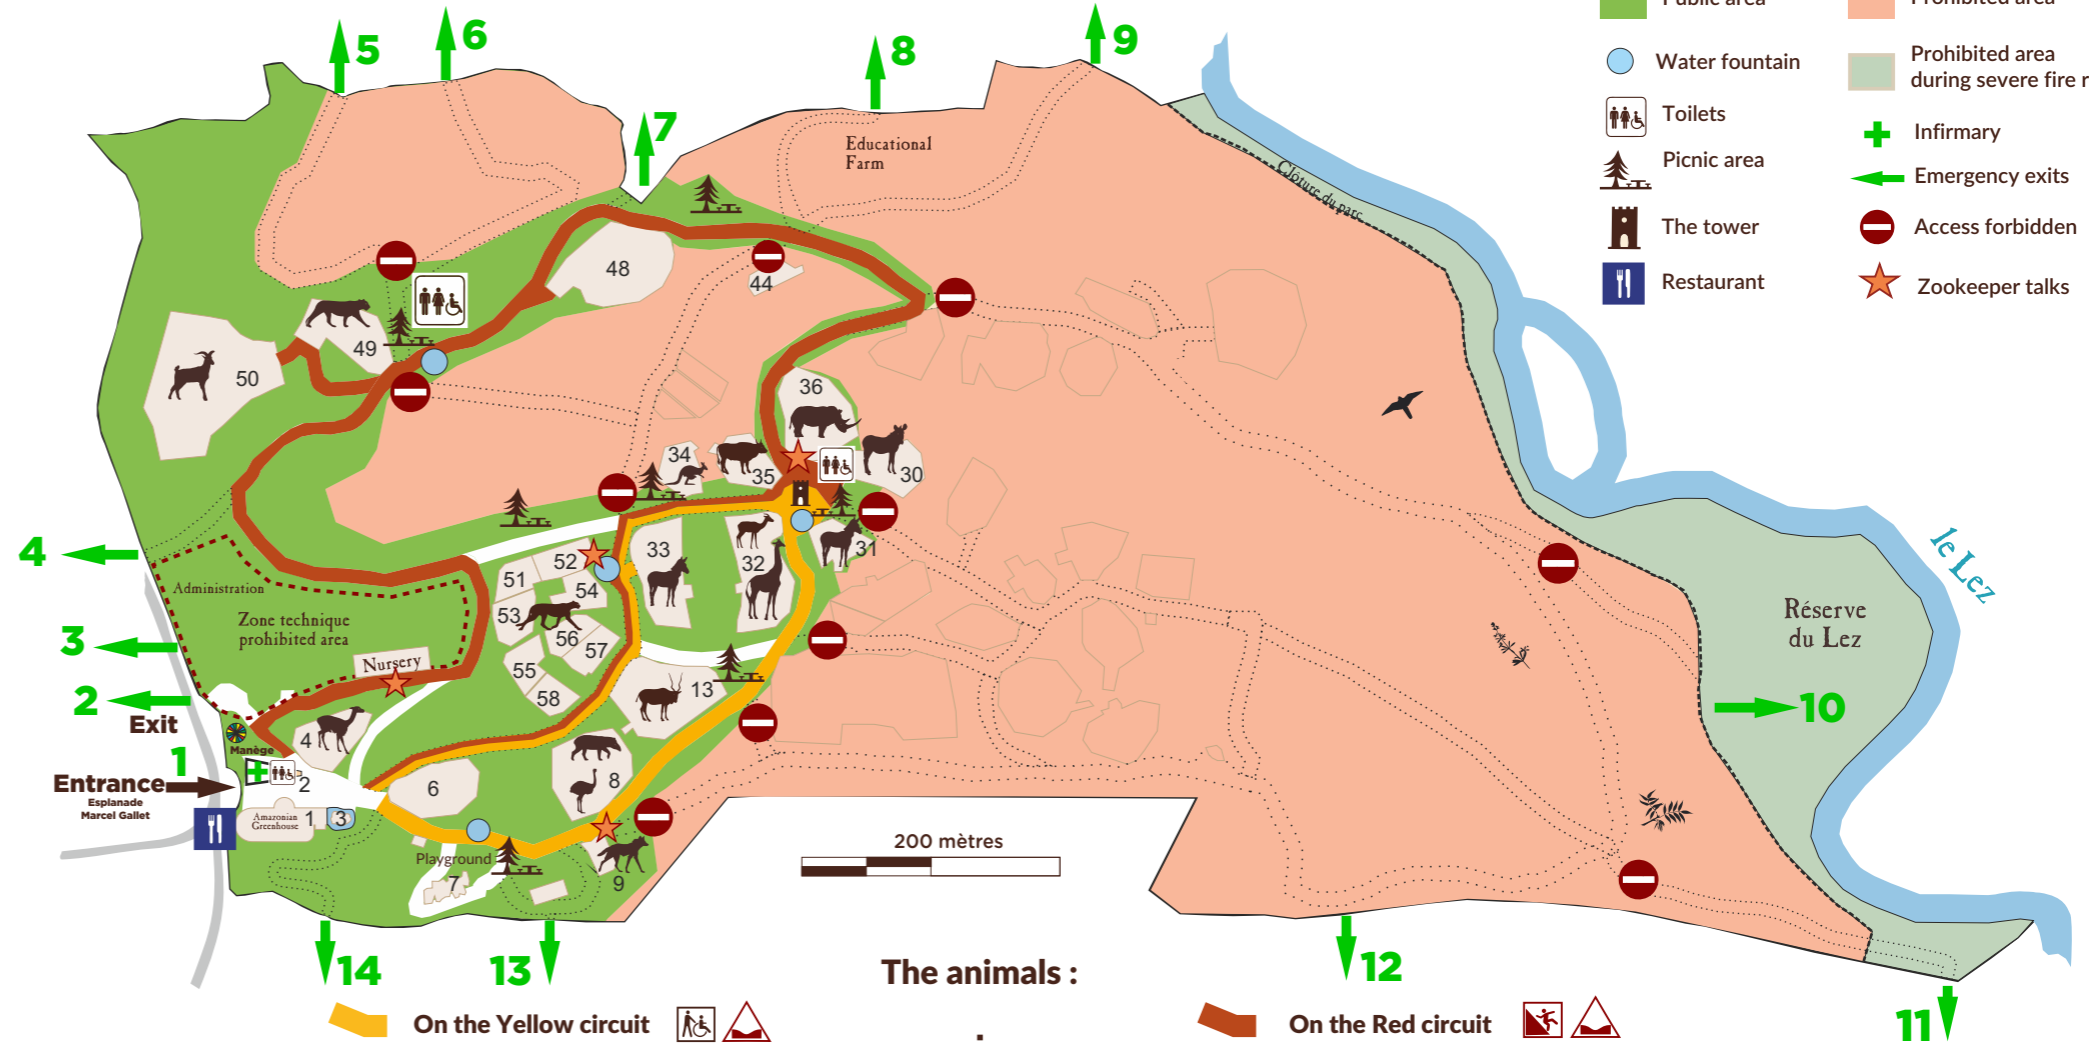 5
6
7
8
9
Public area
Prohibited area
Water fountain
Prohibited area
during severe fire r
Toilets
Infirmary
Picnic area
Emergency exits
The tower
Access forbidden
Restaurant
Zookeeper talks
Educational
Farm
Clôture du parc
48
44
49
50
36
34
35
30
33
32
31
52
51
54
53
56
57
55
58
13
4
Administration
Zone technique
prohibited area
3
Nursery
2
Exit
1
Manège
4
2
Entrance
Esplanade
Marcel Gallet
Amazonian
Greenhouse
1
3
6
8
Playground
7
9
200 mètres
le Lez
Réserve
du Lez
10
14
13
12
11
The animals :
On the Yellow circuit
On the Red circuit